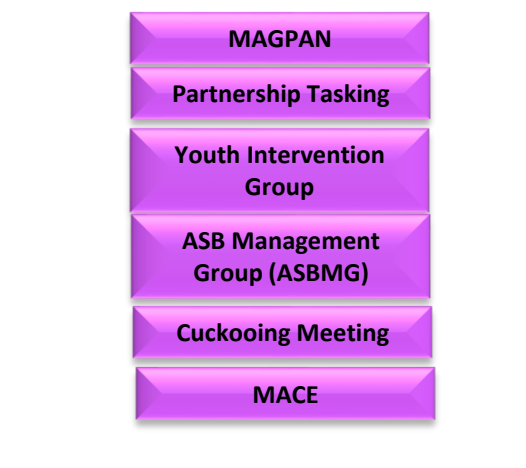 MAGPAN
Partnership Tasking
Youth Intervention
Group
ASB Management
Group (ASBMG)
Cuckooing Meeting
MACE